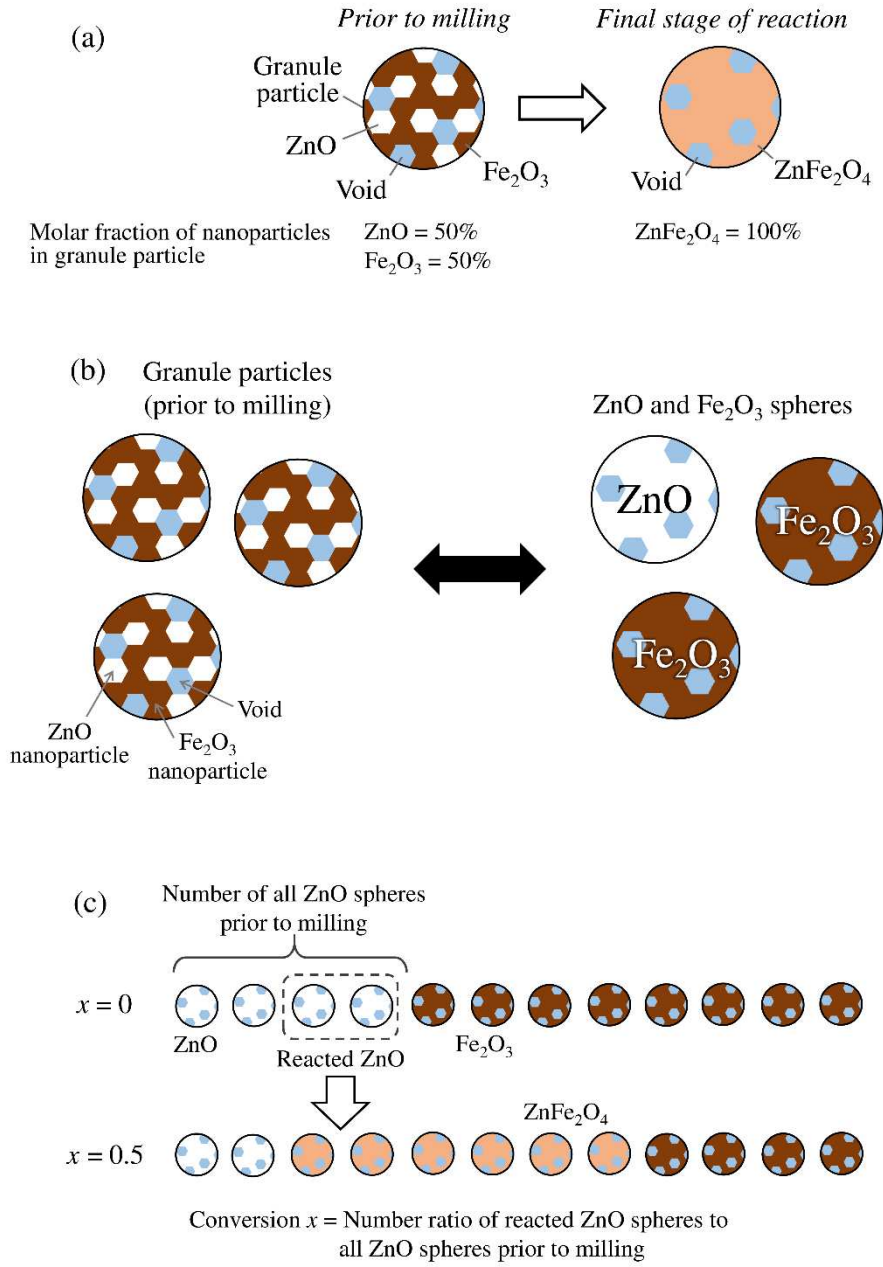 (a)
Prior to milling
Final stage of reaction
Granule
particle
ZnO
Void
Fe₂O₃
Void
ZnFe₂O₄
Molar fraction of nanoparticles
in granule particle
ZnO = 50%
Fe₂O₃ = 50%
ZnFe₂O₄ = 100%
(b)
Granule particles
(prior to milling)
ZnO and Fe₂O₃ spheres
ZnO
Fe₂O₃
Fe₂O₃
Void
ZnO
nanoparticle
Fe₂O₃
nanoparticle
(c)
Number of all ZnO spheres
prior to milling
x = 0
ZnO
Reacted ZnO
Fe₂O₃
ZnFe₂O₄
x = 0.5
Conversion x = Number ratio of reacted ZnO spheres to
all ZnO spheres prior to milling